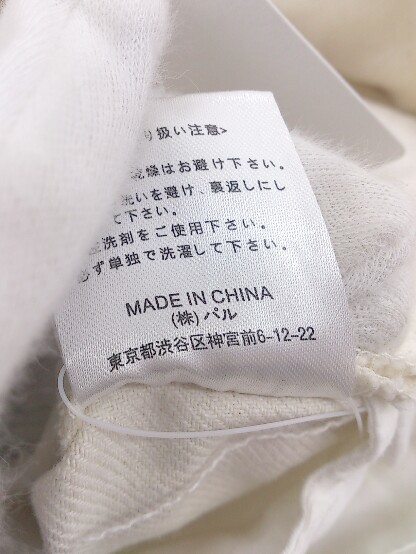 り扱い注意>
燥はお避け下さい。
洗いを避け、裏返しにし
て下さい。
洗剤をご使用下さい。
ず単独で洗濯して下さい。
MADE IN CHINA
(株)パル
東京都渋谷区神宮前6-12-22